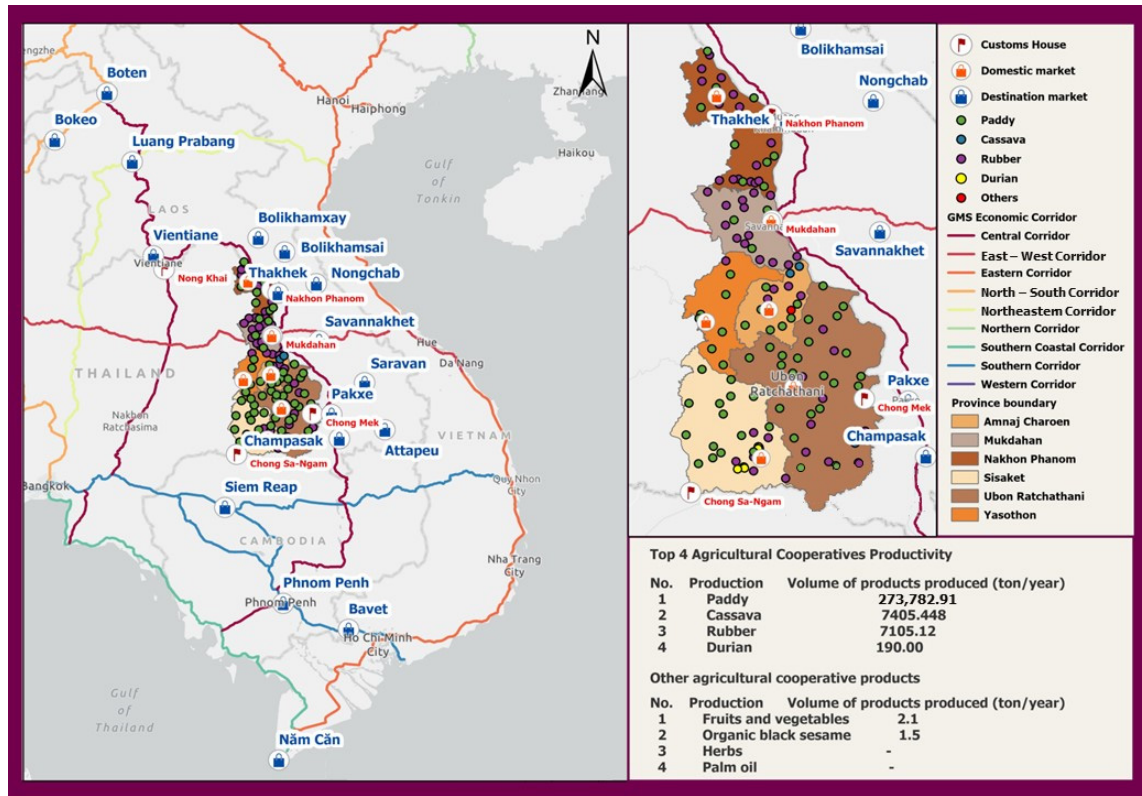 N
engzhe
Boten
Bokeo
Luang Prabang
Hanoi
Haiphong
Zhanjiang
Haikou
Gulf
of
Tonkin
LAOS
Bolikhamxay
Bolikhamsai
Vientiane
Vientiane
Nong Khai
Thakhek
Nongchab
Nakhon Phanom
Savannakhet
Mukdahan
Hue
Da Nang
THAILAND
Saravan
Nakhon
Ratchasima
Pakxe
Chong Mek
Champasak
Attapeu
VIETNAM
Chong Sa-Ngam
Bangkok
Siem Reap
Quy Nhon
City
CAMBODIA
Nha Trang
City
Phnom Penh
Phnom Penh
Bavet
Ho Chi Minh
City
Gulf
of
Thailand
Năm Căn
Bolikhamsai
Nongchab
Thakhek
Nakhon Phanom
Mukdahan
Savannakhet
Ubon
Ratchathani
Pakxe
Chong Mek
Champasak
Chong Sa-Ngam
Customs House
Domestic market
Destination market
Paddy
Cassava
Rubber
Durian
Others
GMS Economic Corridor
Central Corridor
East – West Corridor
Eastern Corridor
North – South Corridor
Northeastern Corridor
Northern Corridor
Southern Coastal Corridor
Southern Corridor
Western Corridor
Province boundary
Amnaj Charoen
Mukdahan
Nakhon Phanom
Sisaket
Ubon Ratchathani
Yasothon
Top 4 Agricultural Cooperatives Productivity
No. Production Volume of products produced (ton/year)
1 Paddy 273,782.91
2 Cassava 7405.448
3 Rubber 7105.12
4 Durian 190.00
Other agricultural cooperative products
No. Production Volume of products produced (ton/year)
1 Fruits and vegetables 2.1
2 Organic black sesame 1.5
3 Herbs -
4 Palm oil -